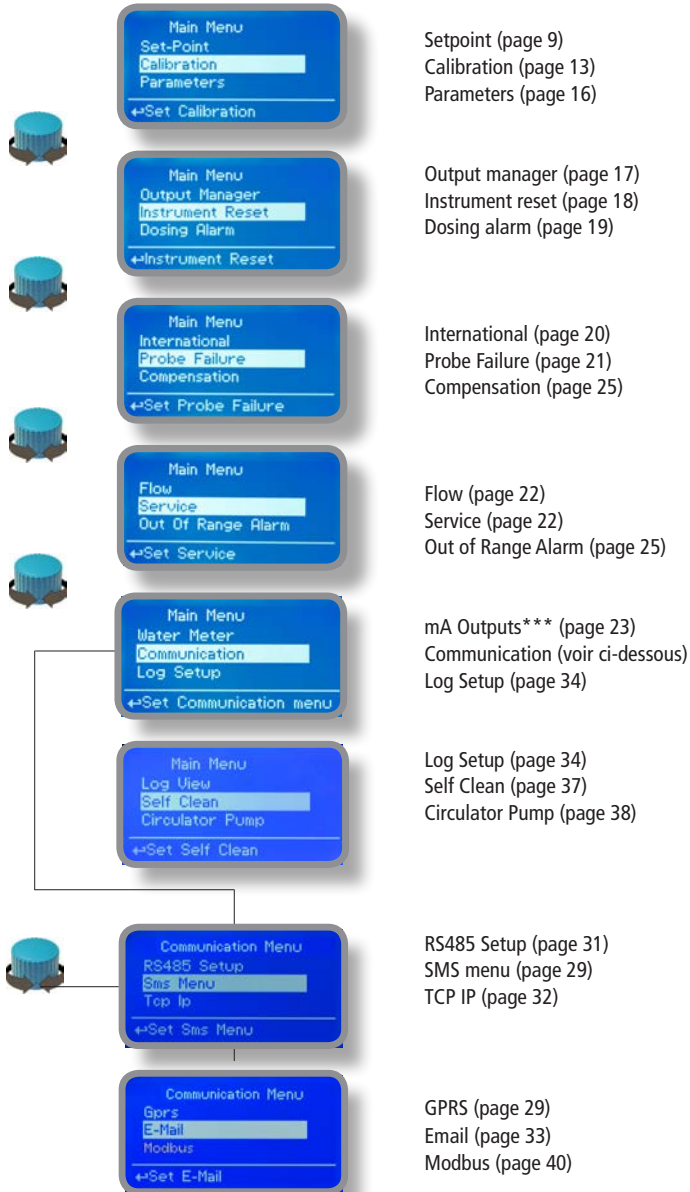 Main Menu
Set-Point
Calibration
Parameters
↵Set Calibration
Setpoint (page 9)
Calibration (page 13)
Parameters (page 16)
Main Menu
Output Manager
Instrument Reset
Dosing Alarm
↵Instrument Reset
Output manager (page 17)
Instrument reset (page 18)
Dosing alarm (page 19)
Main Menu
International
Probe Failure
Compensation
↵Set Probe Failure
International (page 20)
Probe Failure (page 21)
Compensation (page 25)
Main Menu
Flow
Service
Out Of Range Alarm
↵Set Service
Flow (page 22)
Service (page 22)
Out of Range Alarm (page 25)
Main Menu
Water Meter
Communication
Log Setup
↵Set Communication menu
mA Outputs*** (page 23)
Communication (voir ci-dessous)
Log Setup (page 34)
Main Menu
Log View
Self Clean
Circulator Pump
↵Set Self Clean
Log Setup (page 34)
Self Clean (page 37)
Circulator Pump (page 38)
Communication Menu
RS485 Setup
Sms Menu
Tcp Ip
↵Set Sms Menu
RS485 Setup (page 31)
SMS menu (page 29)
TCP IP (page 32)
Communication Menu
Gprs
E-Mail
Modbus
↵Set E-Mail
GPRS (page 29)
Email (page 33)
Modbus (page 40)